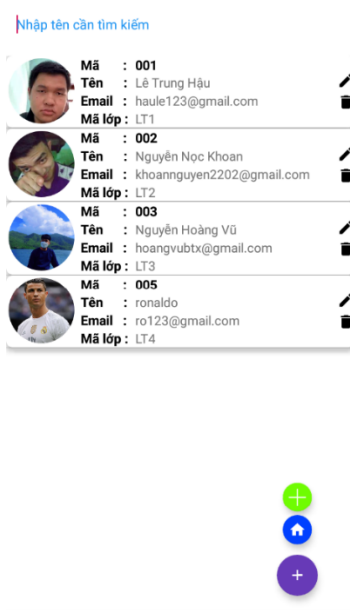 Nhập tên cần tìm kiếm
Mã : 001
Tên : Lê Trung Hậu
Email : haule123@gmail.com
Mã lớp : LT1
Mã : 002
Tên : Nguyễn Nọc Khoan
Email : khoannguyen2202@gmail.com
Mã lớp : LT2
Mã : 003
Tên : Nguyễn Hoàng Vũ
Email : hoangvubtx@gmail.com
Mã lớp : LT3
Mã : 005
Tên : ronaldo
Email : ro123@gmail.com
Mã lớp : LT4